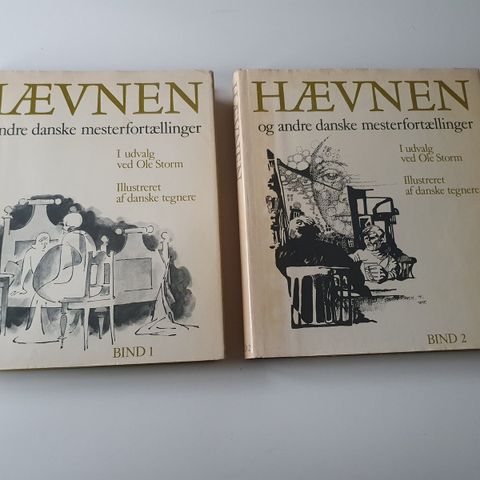 HÆVNEN
andre danske mesterfortællinger
I udvalg
ved Ole Storm
Illustreret
af danske tegnere
BIND 1
HÆVNEN
og andre danske mesterfortællinger
I udvalg
ved Ole Storm
Illustreret
af danske tegnere
BIND 2